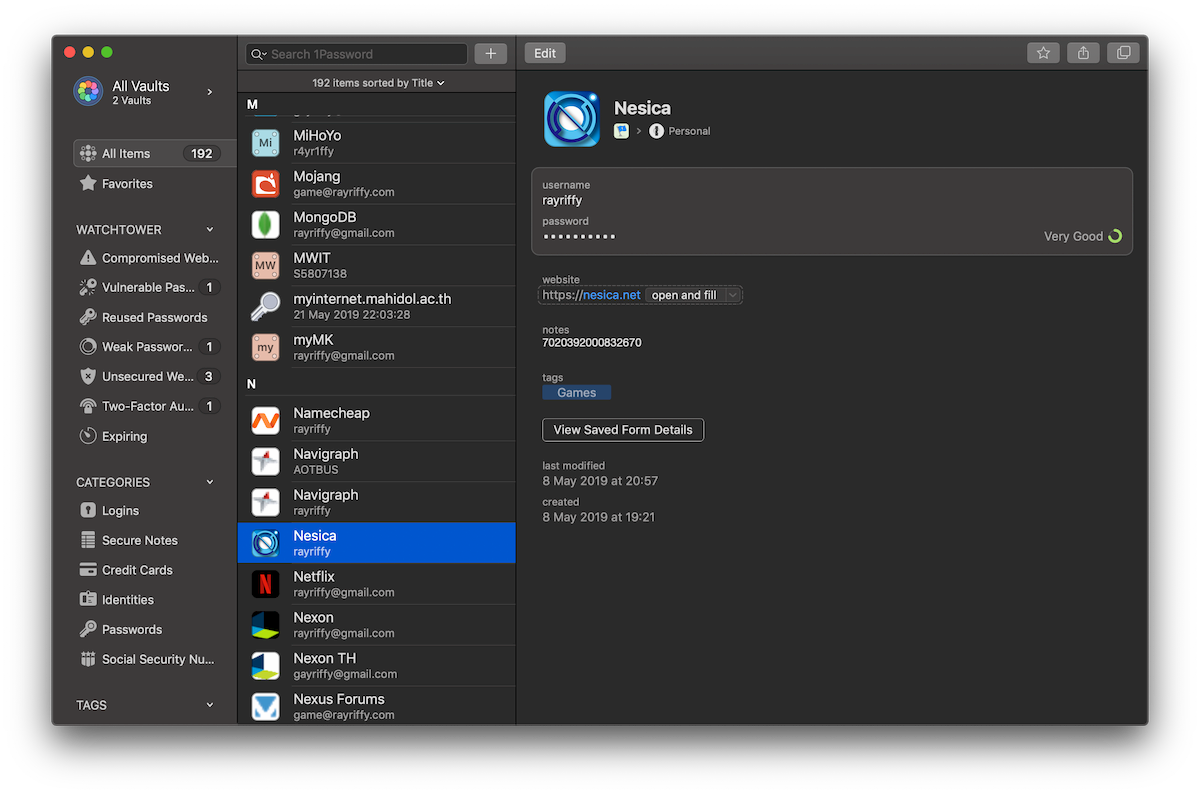 All Vaults
2 Vaults
All Items 192
Favorites
WATCHTOWER
Compromised Web...
Vulnerable Pas... 1
Reused Passwords
Weak Passwor... 1
Unsecured We... 3
Two-Factor Au... 1
Expiring
CATEGORIES
Logins
Secure Notes
Credit Cards
Identities
Passwords
Social Security Nu...
TAGS
Search 1Password
192 items sorted by Title
M
Mi
MiHoYo
r4yr1ffy
Mojang
game@rayriffy.com
MongoDB
rayriffy@gmail.com
MW
MWIT
S5807138
myinternet.mahidol.ac.th
21 May 2019 22:03:28
my
myMK
rayriffy@gmail.com
N
Namecheap
rayriffy
Navigraph
AOTBUS
Navigraph
rayriffy
Nesica
rayriffy
N
Netflix
rayriffy@gmail.com
Nexon
rayriffy@gmail.com
Nexon TH
gayriffy@gmail.com
Nexus Forums
game@rayriffy.com
Edit
Nesica
Personal
username
rayriffy
password
••••••••••
Very Good
website
https://nesica.net open and fill
notes
7020392000832670
tags
Games
View Saved Form Details
last modified
8 May 2019 at 20:57
created
8 May 2019 at 19:21